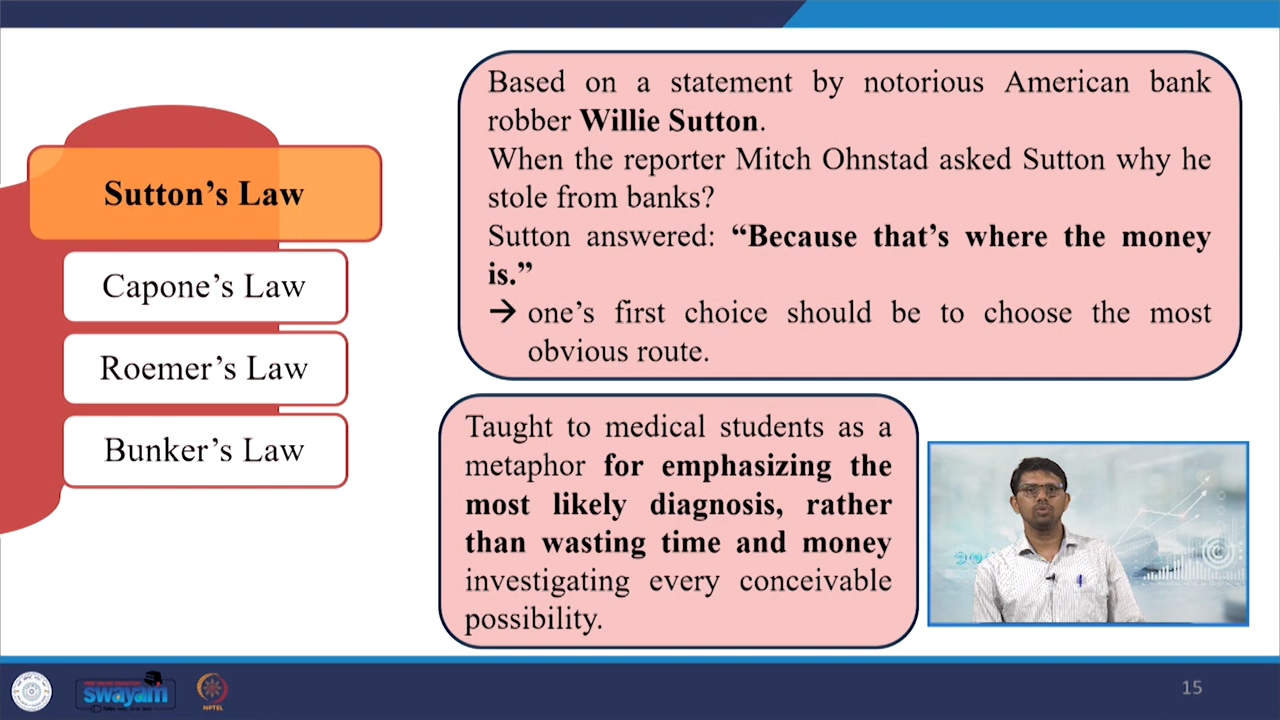 Sutton’s Law
Capone’s Law
Roemer’s Law
Bunker’s Law
Based on a statement by notorious American bank
robber Willie Sutton.
When the reporter Mitch Ohnstad asked Sutton why he
stole from banks?
Sutton answered: “Because that’s where the money
is.”
→ one’s first choice should be to choose the most
obvious route.
Taught to medical students as a
metaphor for emphasizing the
most likely diagnosis, rather
than wasting time and money
investigating every conceivable
possibility.
swayam
NPTEL
15